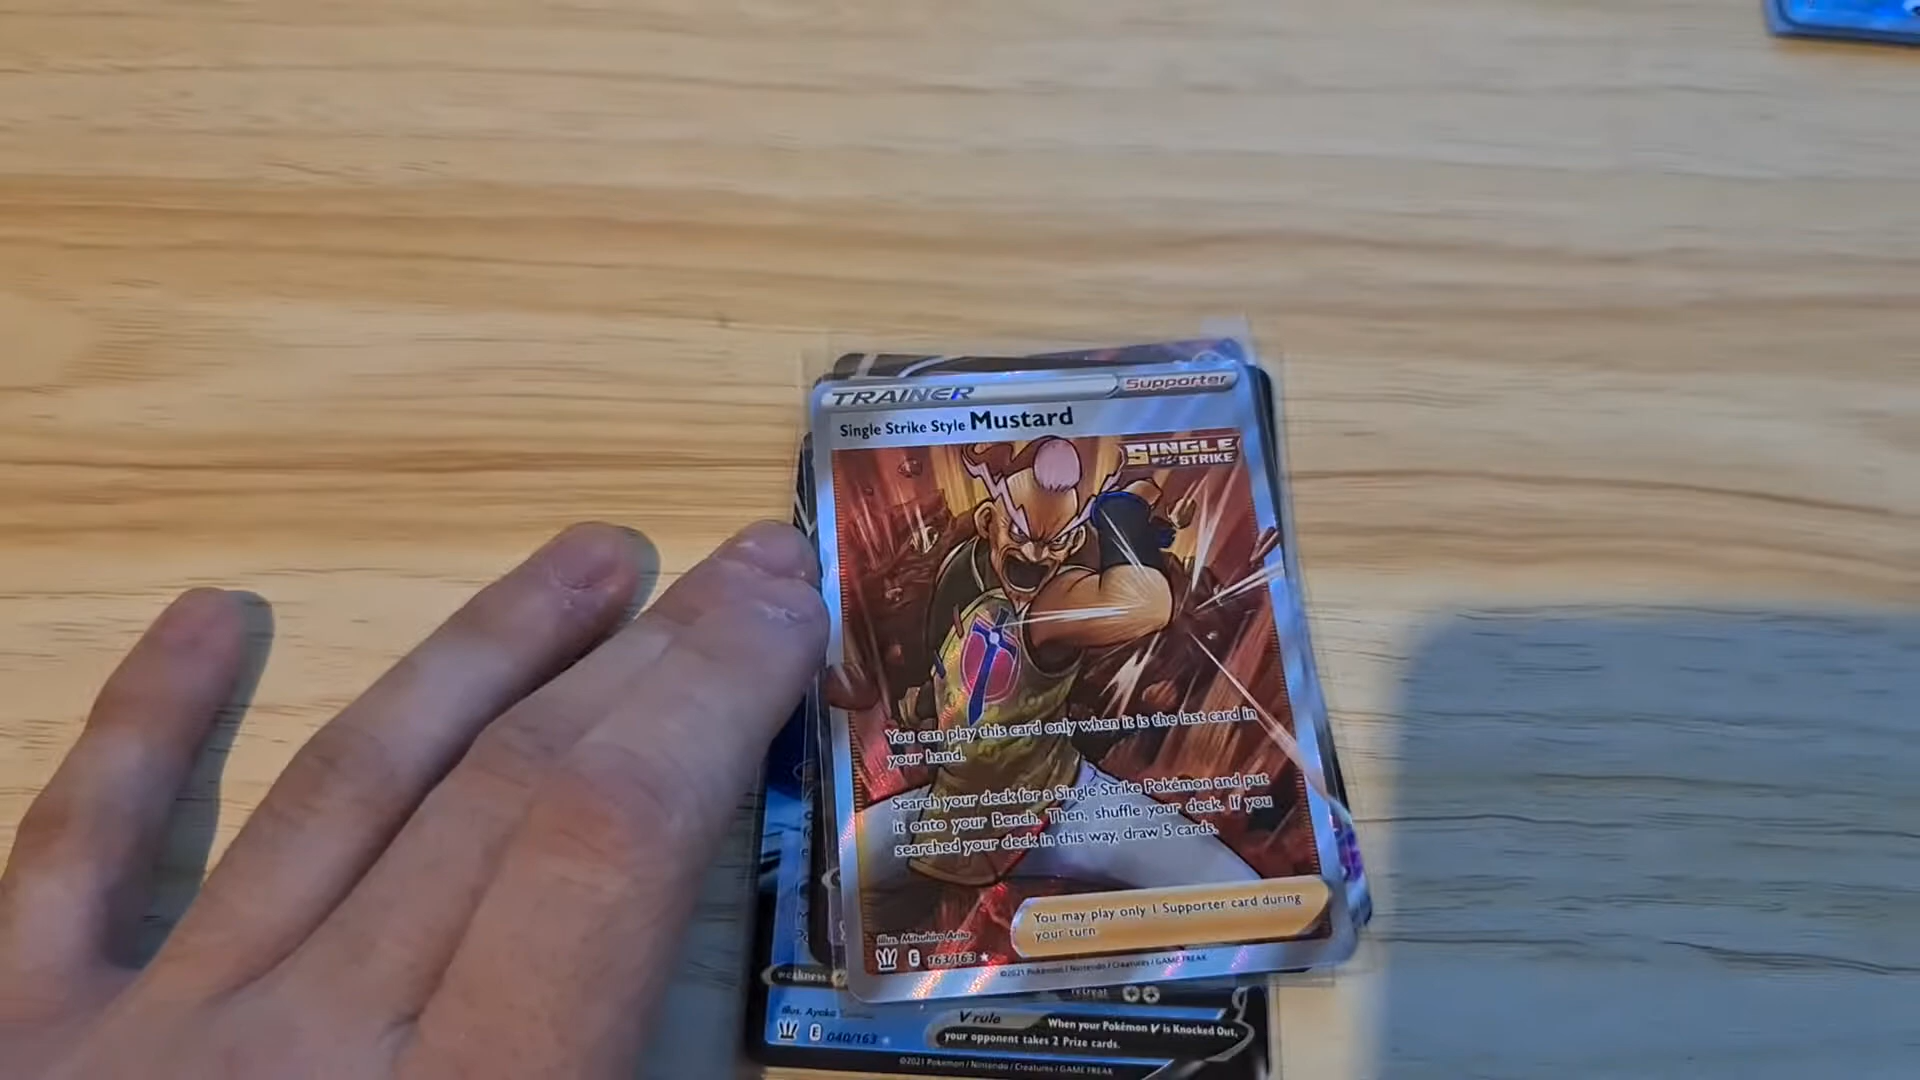 TRAINER Supporter
Single Strike Style Mustard
SINGLE
STRIKE
You can play this card only when it is the last card in
your hand.
Search your deck for a Single Strike Pokémon and put
it onto your Bench. Then, shuffle your deck. If you
searched your deck in this way, draw 5 cards.
You may play only 1 Supporter card during
your turn.
Illus. Mitsuhiro Arita
E 163/163
©2021 Pokémon / Nintendo / Creatures / GAME FREAK
weakness
retreat
Illus. Ayaka
V rule
When your Pokémon V is Knocked Out,
your opponent takes 2 Prize cards.
E 040/163
©2021 Pokémon / Nintendo / Creatures / GAME FREAK